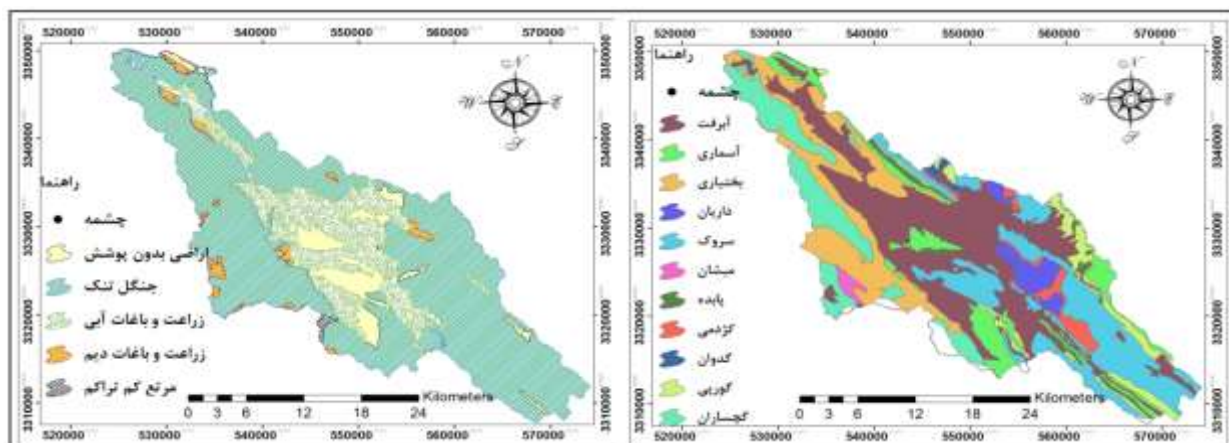 520000 530000 540000 550000 560000 570000
3350000
3340000
3330000
3320000
3310000
N
W E
S
راهنما
چشمه
اراضی بدون پوشش
جنگل تنک
زراعت و باغات آبی
زراعت و باغات دیم
مرتع کم تراکم
Kilometers
0 3 6 12 18 24
520000 530000 540000 550000 560000 570000
520000 530000 540000 550000 560000 570000
3350000
3340000
3330000
3320000
3310000
N
W E
S
راهنما
چشمه
آبرفت
آسماری
بختیاری
داریان
سروک
میشان
پابده
کژدمی
گدوان
گورپی
گچساران
Kilometers
0 3 6 12 18 24
520000 530000 540000 550000 560000 570000